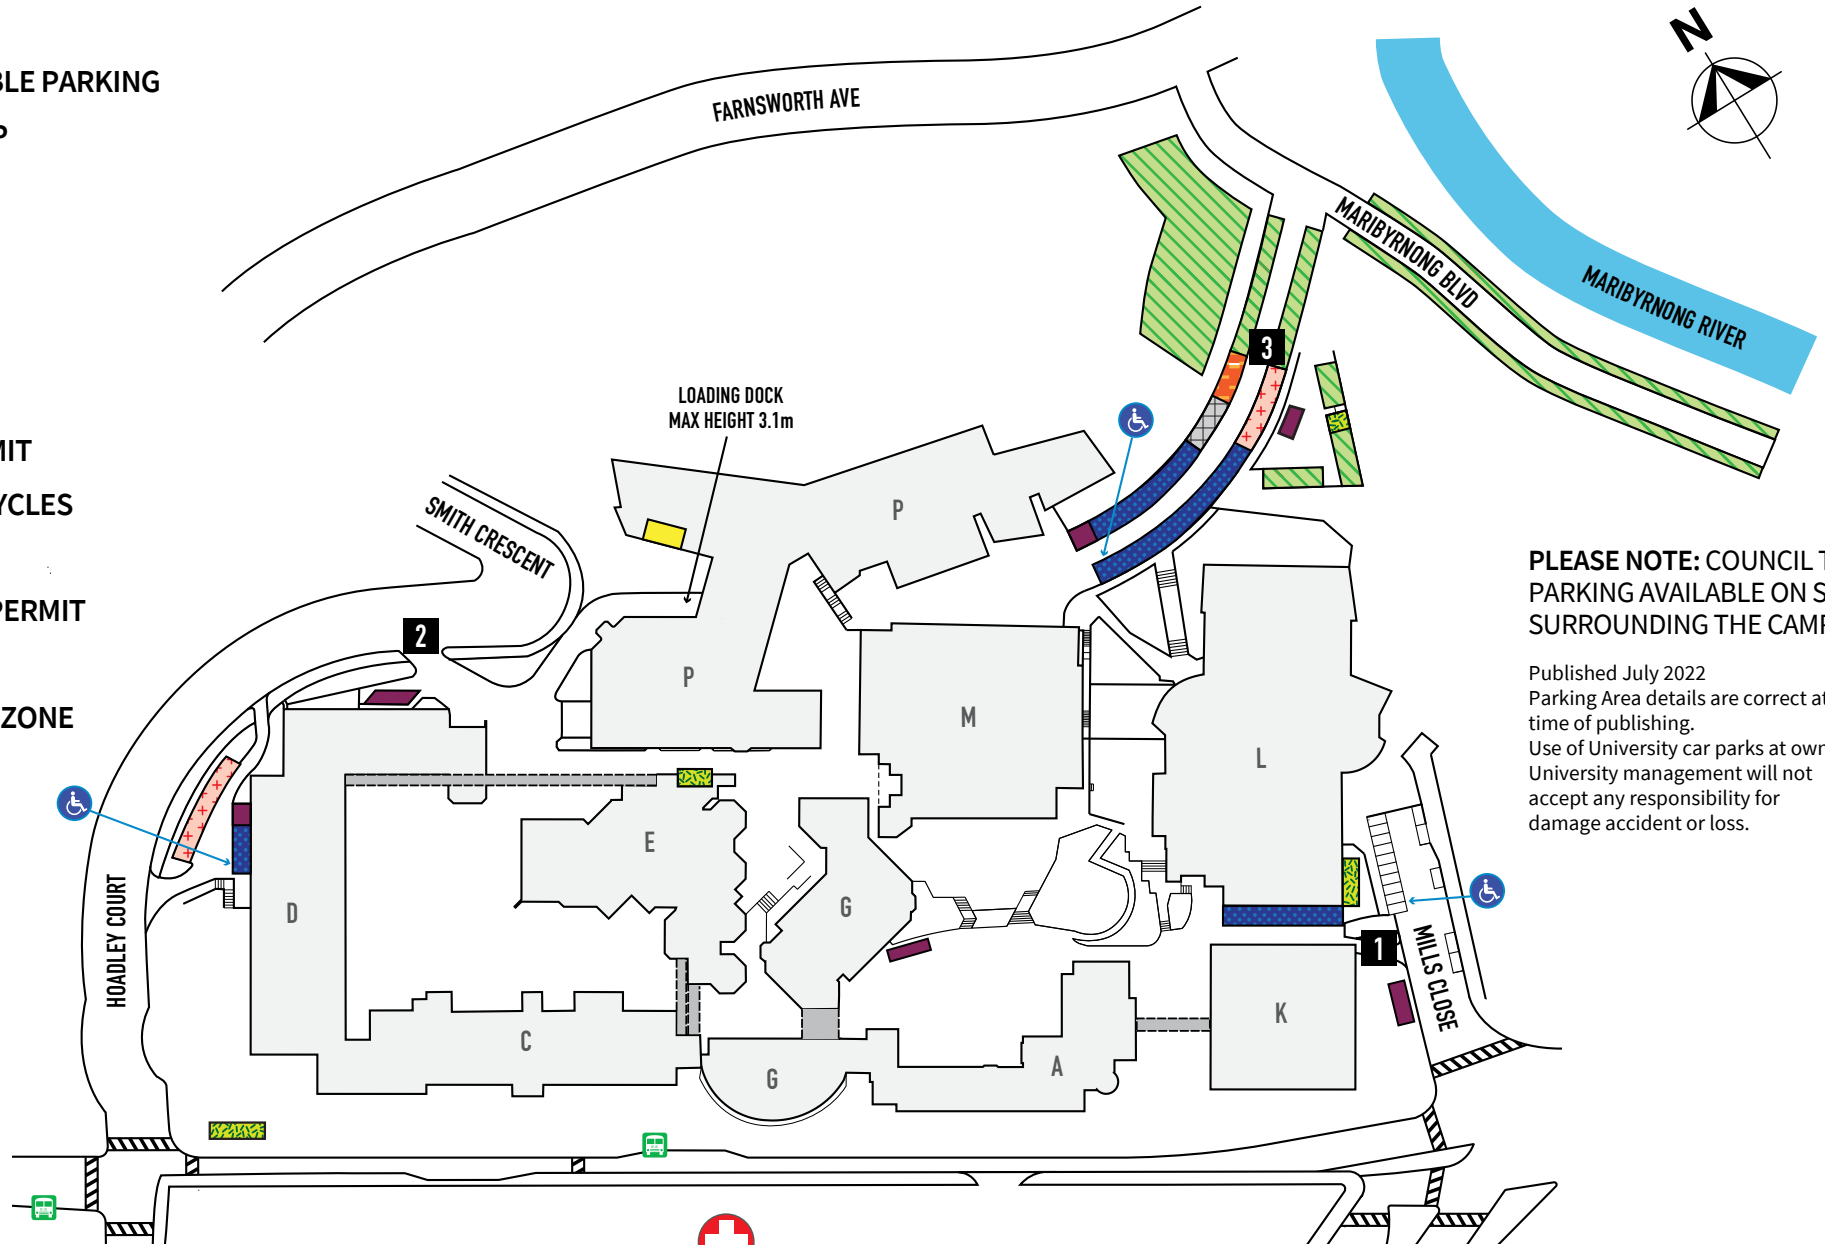 BLE PARKING
P
MIT
YCLES
PERMIT
ZONE
FARNSWORTH AVE
N
MARIBYRNONG BLVD
MARIBYRNONG RIVER
3
LOADING DOCK
MAX HEIGHT 3.1m
SMITH CRESCENT
2
P
P
M
L
E
G
D
HOADLEY COURT
C
G
A
K
1
MILLS CLOSE
PLEASE NOTE: COUNCIL T
PARKING AVAILABLE ON S
SURROUNDING THE CAMP
Published July 2022
Parking Area details are correct at
time of publishing.
Use of University car parks at own
University management will not
accept any responsibility for
damage accident or loss.